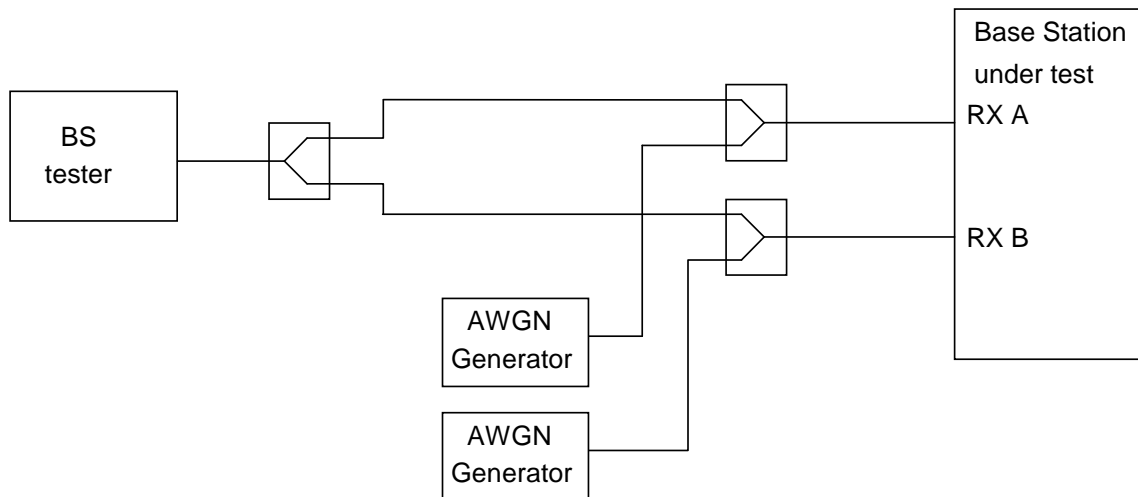 Base Station
under test
RX A
BS
tester
RX B
AWGN
Generator
AWGN
Generator